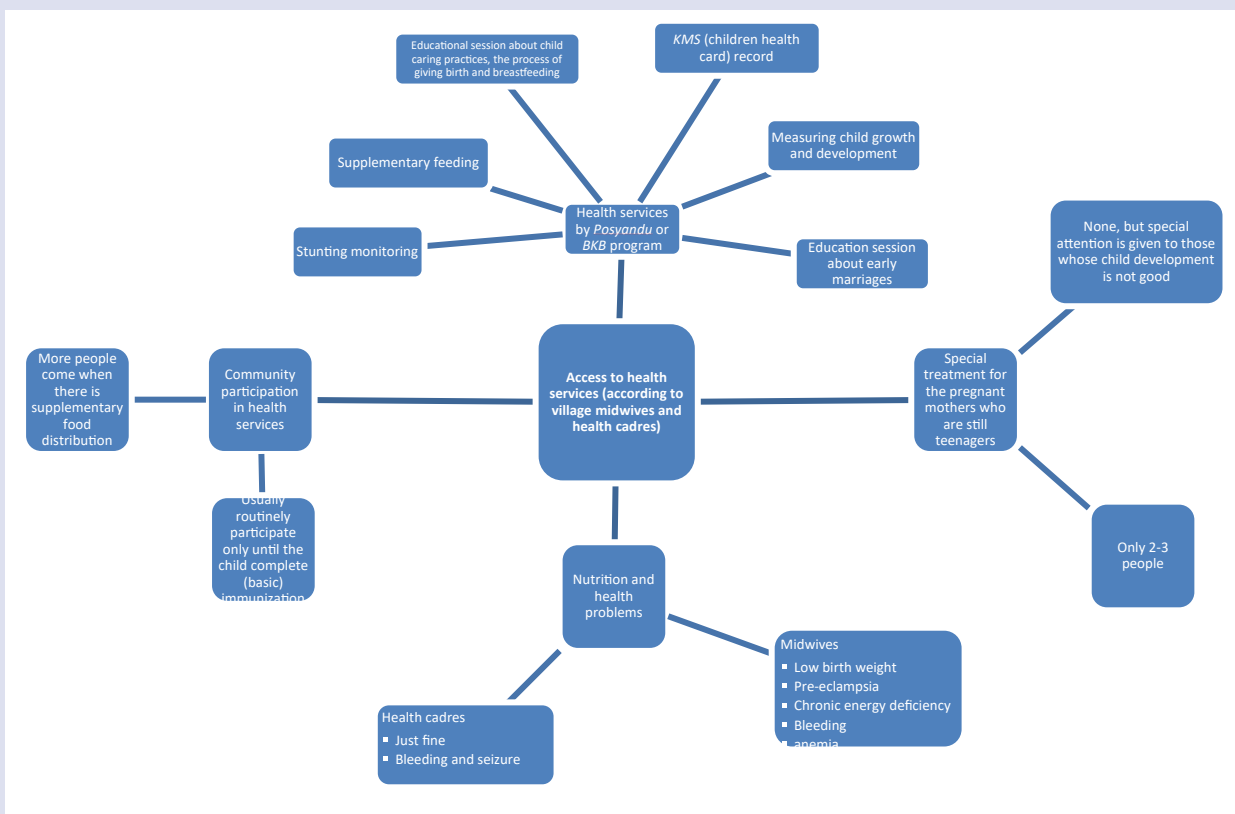 Educational session about child
caring practices, the process of
giving birth and breastfeeding
KMS (children health
card) record
Supplementary feeding
Measuring child growth
and development
Stunting monitoring
Health services
by Posyandu or
BKB program
Education session
about early
marriages
None, but special
attention is given to those
whose child development
is not good
More people
come when
there is
supplementary
food
distribution
Community
participation
in health
services
Access to health
services (according to
village midwives and
health cadres)
Special
treatment for
the pregnant
mothers who
are still
teenagers
Usually
routinely
participate
only until the
child complete
(basic)
immunization
Only 2-3
people
Nutrition and
health
problems
Midwives
▪ Low birth weight
▪ Pre-eclampsia
▪ Chronic energy deficiency
▪ Bleeding
▪ anemia
Health cadres
▪ Just fine
▪ Bleeding and seizure